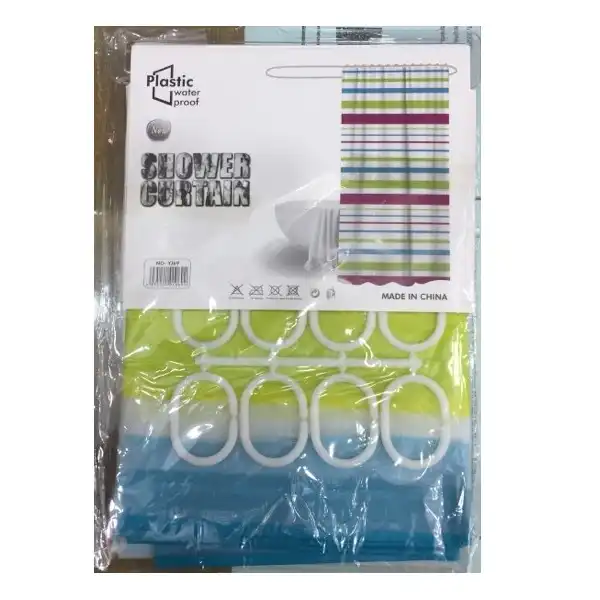 Plastic
water
proof
New
SHOWER
CURTAIN
MADE IN CHINA